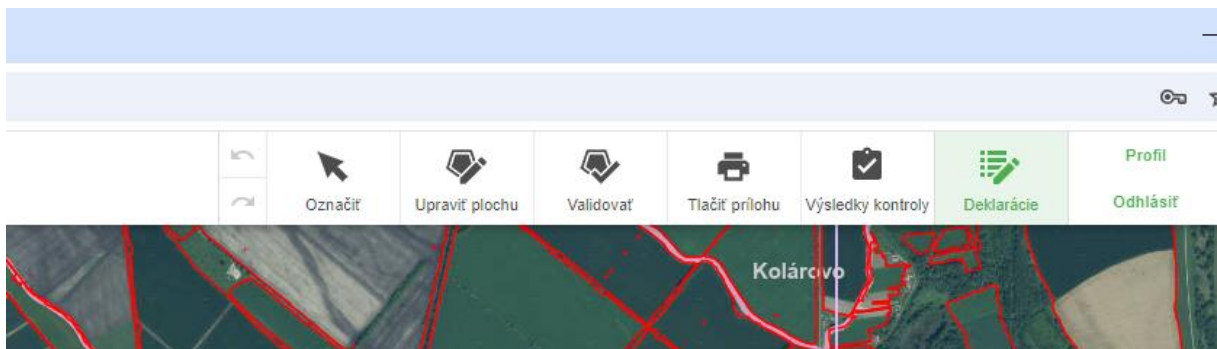 Označiť
Upraviť plochu
Validovať
Tlačiť prílohu
Výsledky kontroly
Deklarácie
Profil
Odhlásiť
Kolárovo